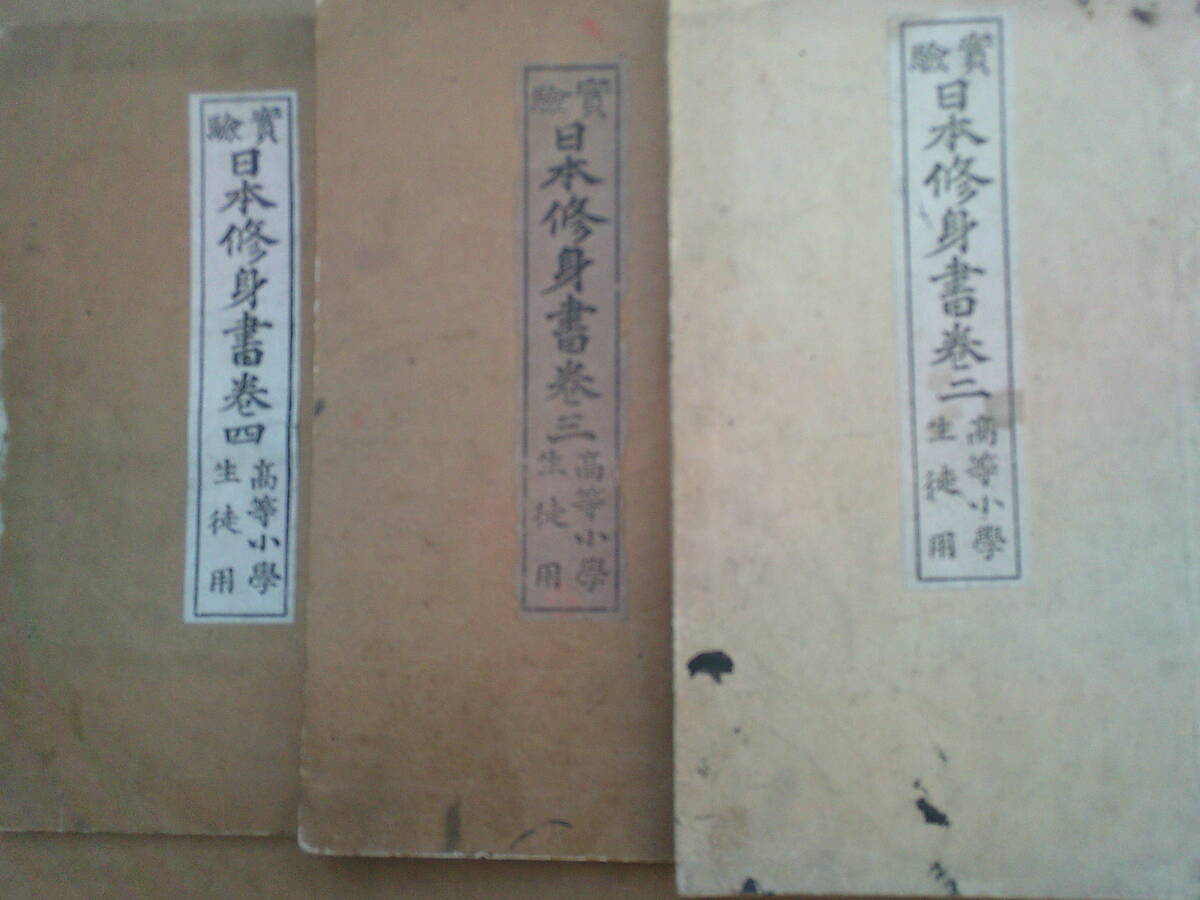 實驗
日本修身書卷二
高等小學
生徒用
實驗
日本修身書卷三
高等小學
生徒用
實驗
日本修身書卷四
高等小學
生徒用